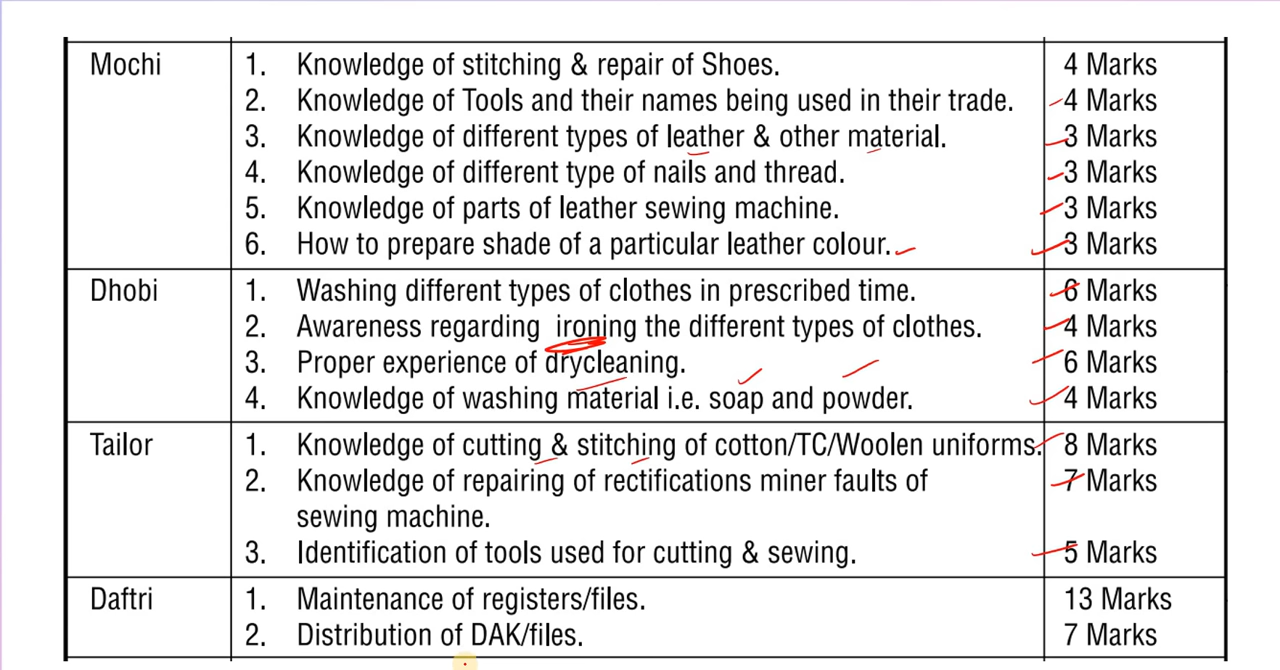 Mochi 1. Knowledge of stitching & repair of Shoes. 4 Marks
2. Knowledge of Tools and their names being used in their trade. 4 Marks
3. Knowledge of different types of leather & other material. 3 Marks
4. Knowledge of different type of nails and thread. 3 Marks
5. Knowledge of parts of leather sewing machine. 3 Marks
6. How to prepare shade of a particular leather colour. 3 Marks
Dhobi 1. Washing different types of clothes in prescribed time. 6 Marks
2. Awareness regarding ironing the different types of clothes. 4 Marks
3. Proper experience of drycleaning. 6 Marks
4. Knowledge of washing material i.e. soap and powder. 4 Marks
Tailor 1. Knowledge of cutting & stitching of cotton/TC/Woolen uniforms. 8 Marks
2. Knowledge of repairing of rectifications miner faults of 7 Marks
sewing machine.
3. Identification of tools used for cutting & sewing. 5 Marks
Daftri 1. Maintenance of registers/files. 13 Marks
2. Distribution of DAK/files. 7 Marks